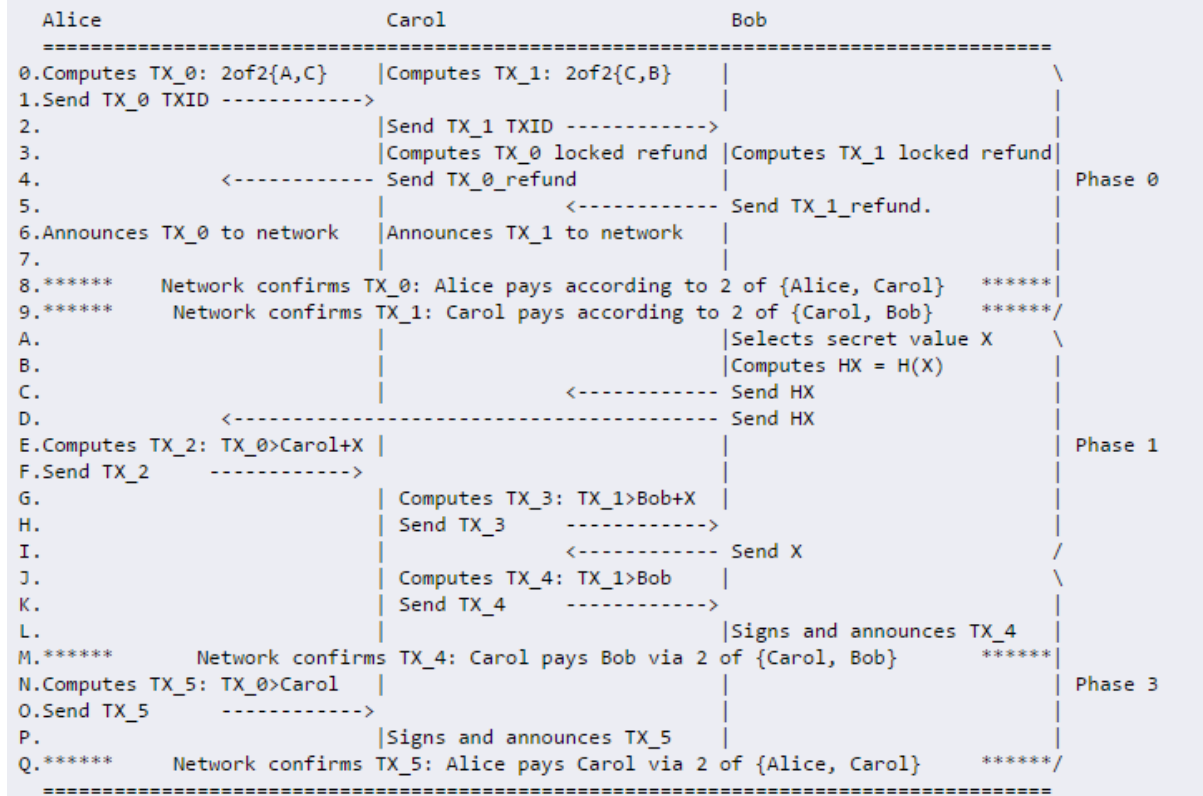 Alice                         Carol                        Bob
=====================================================================================
0.Computes TX_0: 2of2{A,C}    |Computes TX_1: 2of2{C,B}    |                           \
1.Send TX_0 TXID ------------>                             |                           |
2.                            |Send TX_1 TXID ------------>                            |
3.                            |Computes TX_0 locked refund |Computes TX_1 locked refund|
4.               <------------ Send TX_0_refund            |                           | Phase 0
5.                            |               <------------ Send TX_1_refund.          |
6.Announces TX_0 to network   |Announces TX_1 to network   |                           |
7.                            |                            |                           |
8.******    Network confirms TX_0: Alice pays according to 2 of {Alice, Carol}   ******|
9.******     Network confirms TX_1: Carol pays according to 2 of {Carol, Bob}    ******/
A.                            |                            |Selects secret value X     \
B.                            |                            |Computes HX = H(X)         |
C.                            |               <------------ Send HX                    |
D.               <----------------------------------------- Send HX                    |
E.Computes TX_2: TX_0>Carol+X |                            |                           | Phase 1
F.Send TX_2     ------------>                              |                           |
G.                            | Computes TX_3: TX_1>Bob+X  |                           |
H.                            | Send TX_3    ------------>                             |
I.                            |               <------------ Send X                     /
J.                            | Computes TX_4: TX_1>Bob    |                           \
K.                            | Send TX_4    ------------>                             |
L.                            |                            |Signs and announces TX_4   |
M.******       Network confirms TX_4: Carol pays Bob via 2 of {Carol, Bob}       ******|
N.Computes TX_5: TX_0>Carol   |                            |                           | Phase 3
O.Send TX_5      ------------>                             |                           |
P.                            |Signs and announces TX_5    |                           |
Q.******     Network confirms TX_5: Alice pays Carol via 2 of {Alice, Carol}     ******/
=====================================================================================